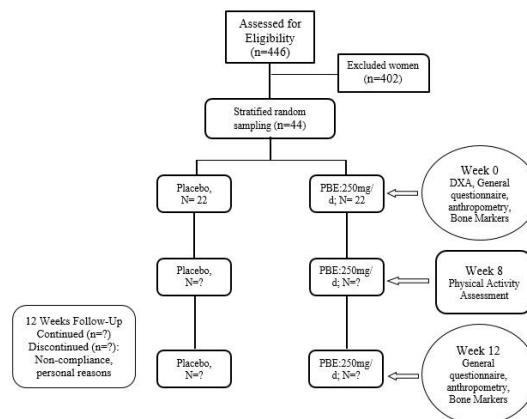 Assessed for
Eligibility
(n=446)
Excluded women
(n=402)
Stratified random
sampling (n=44)
Placebo,
N= 22
PBE:250mg/
d; N= 22
Week 0
DXA, General
questionnaire,
anthropometry,
Bone Markers
Placebo,
N=?
PBE:250mg/
d; N=?
Week 8
Physical Activity
Assessment
12 Weeks Follow-Up
Continued (n=?)
Discontinued (n=?):
Non-compliance,
personal reasons
Placebo,
N=?
PBE:250mg/
d; N=?
Week 12
General
questionnaire,
anthropometry,
Bone Markers